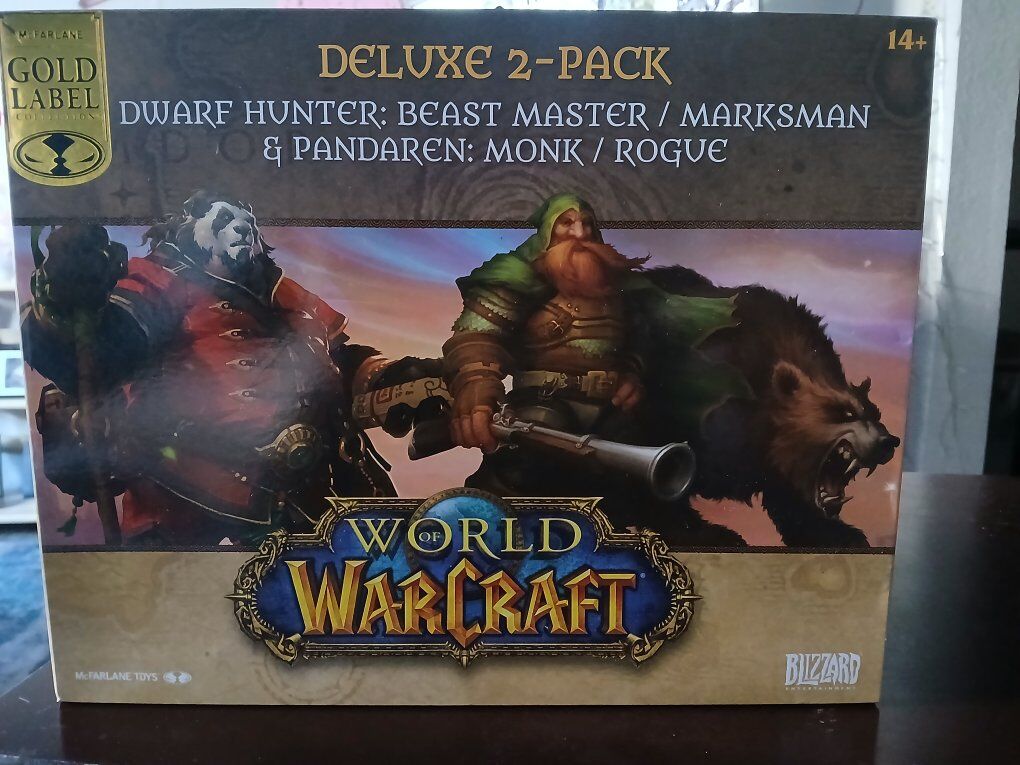 McFARLANE
GOLD
LABEL
COLLECTION
14+
DELUXE 2-PACK
DWARF HUNTER: BEAST MASTER / MARKSMAN
& PANDAREN: MONK / ROGUE
WORLD
OF
WARCRAFT
McFARLANE TOYS
BLIZZARD
ENTERTAINMENT